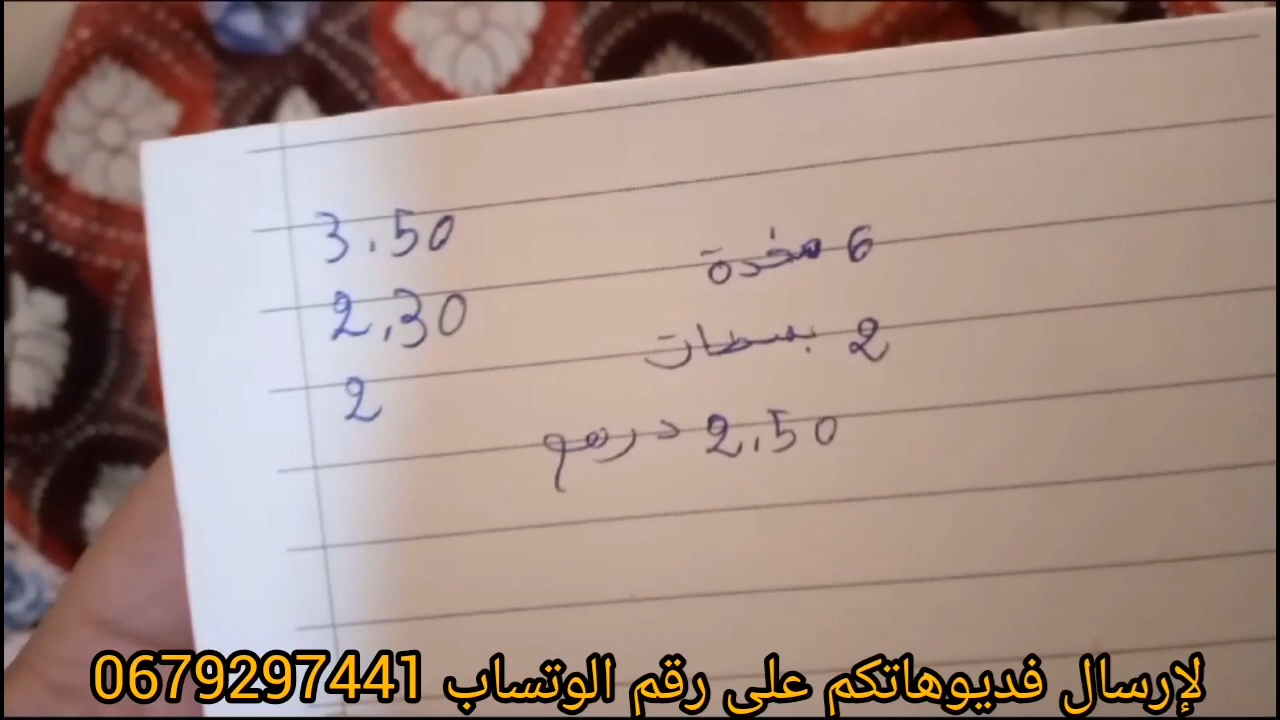 3.50
2.30
2
6 مخدة
2 بسطات
2.50 درهم
لإرسال فديوهاتكم على رقم الوتساب 0679297441